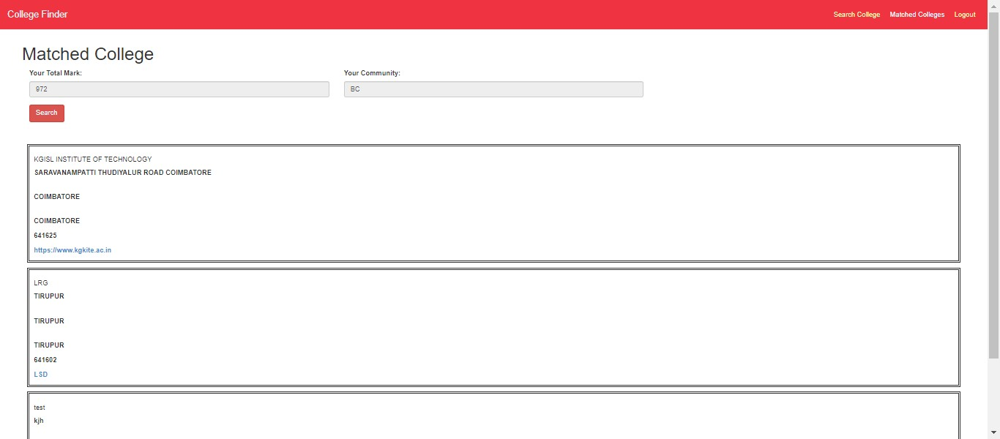 College Finder
Search College Matched Colleges Logout
Matched College
Your Total Mark: Your Community:
972 BC
Search
KGISL INSTITUTE OF TECHNOLOGY
SARAVANAMPATTI THUDIYALUR ROAD COIMBATORE
COIMBATORE
COIMBATORE
641625
https://www.kgkite.ac.in
LRG
TIRUPUR
TIRUPUR
TIRUPUR
641602
LSD
test
kjh